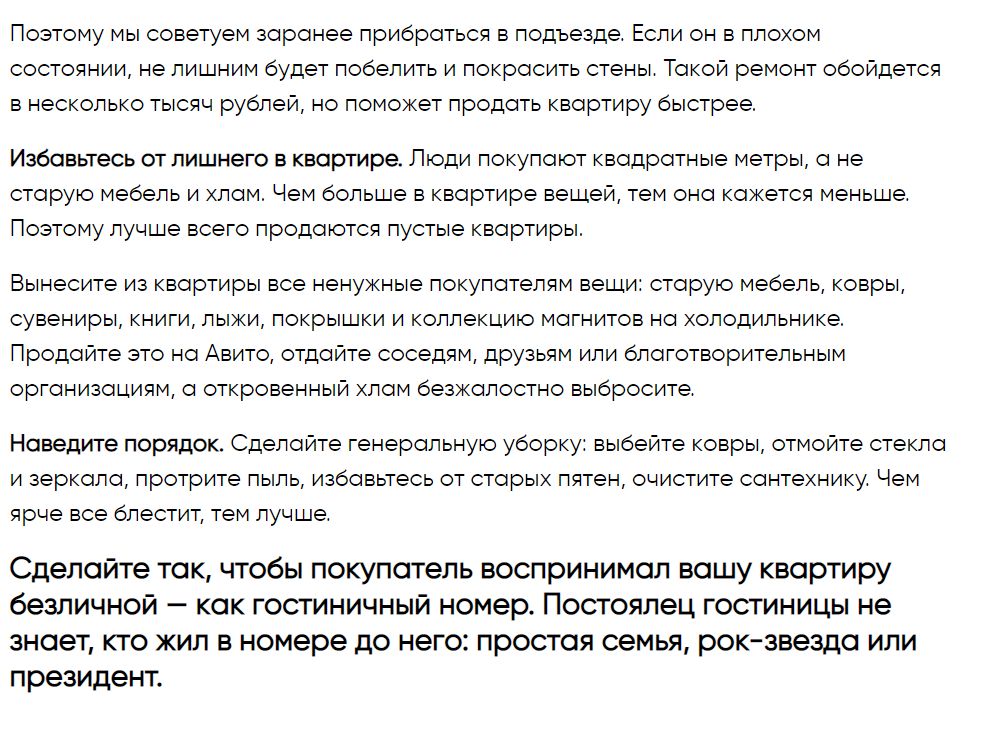 Поэтому мы советуем заранее прибраться в подъезде. Если он в плохом
состоянии, не лишним будет побелить и покрасить стены. Такой ремонт обойдется
в несколько тысяч рублей, но поможет продать квартиру быстрее.
Избавьтесь от лишнего в квартире. Люди покупают квадратные метры, а не
старую мебель и хлам. Чем больше в квартире вещей, тем она кажется меньше.
Поэтому лучше всего продаются пустые квартиры.
Вынесите из квартиры все ненужные покупателям вещи: старую мебель, ковры,
сувениры, книги, лыжи, покрышки и коллекцию магнитов на холодильнике.
Продайте это на Авито, отдайте соседям, друзьям или благотворительным
организациям, а откровенный хлам безжалостно выбросите.
Наведите порядок. Сделайте генеральную уборку: выбейте ковры, отмойте стекла
и зеркала, протрите пыль, избавьтесь от старых пятен, очистите сантехнику. Чем
ярче все блестит, тем лучше.
Сделайте так, чтобы покупатель воспринимал вашу квартиру
безличной — как гостиничный номер. Постоялец гостиницы не
знает, кто жил в номере до него: простая семья, рок-звезда или
президент.